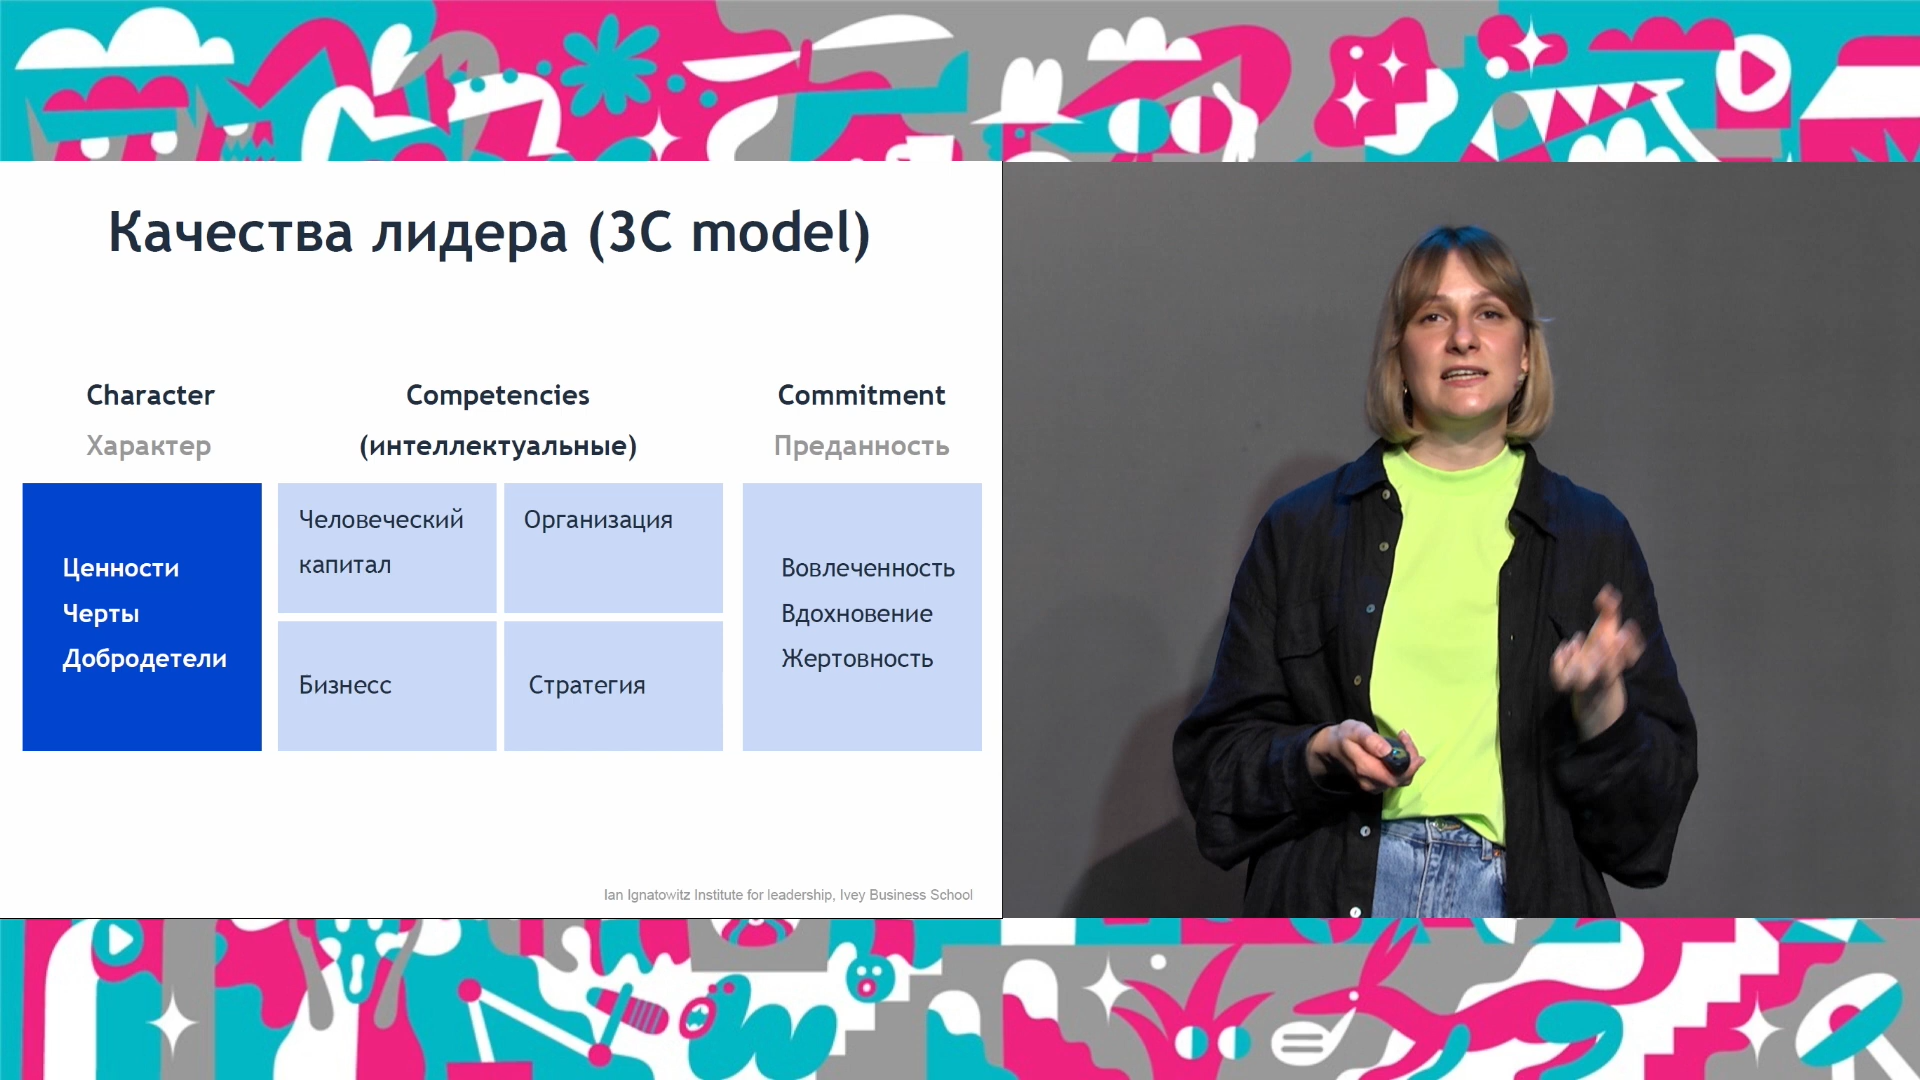 Качества лидера (3C model)
Character
Характер
Ценности
Черты
Добродетели
Competencies
(интеллектуальные)
Человеческий
капитал
Организация
Бизнесс
Стратегия
Commitment
Преданность
Вовлеченность
Вдохновение
Жертовность
Ian Ignatowitz Institute for leadership, Ivey Business School